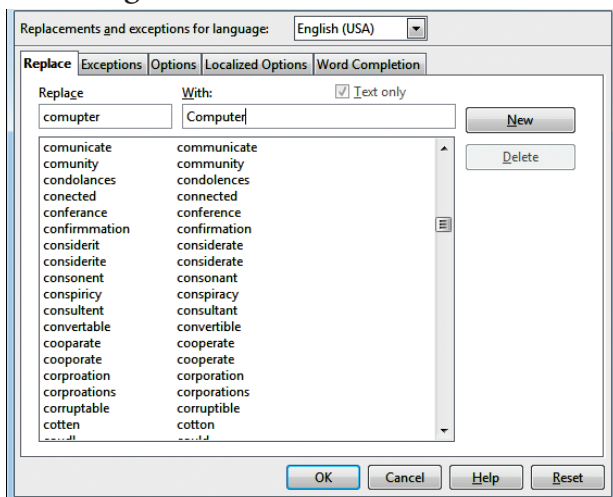 Replacements and exceptions for language: English (USA)
Replace Exceptions Options Localized Options Word Completion
Replace With: Text only
comupter Computer New
Delete
comunicate communicate
comunity community
condolances condolences
conected connected
conferance conference
confirmmation confirmation
considerit considerate
considerite considerate
consonent consonant
conspiricy conspiracy
consultent consultant
convertable convertible
cooparate cooperate
cooporate cooperate
corproation corporation
corproations corporations
corruptable corruptible
cotten cotton
OK Cancel Help Reset